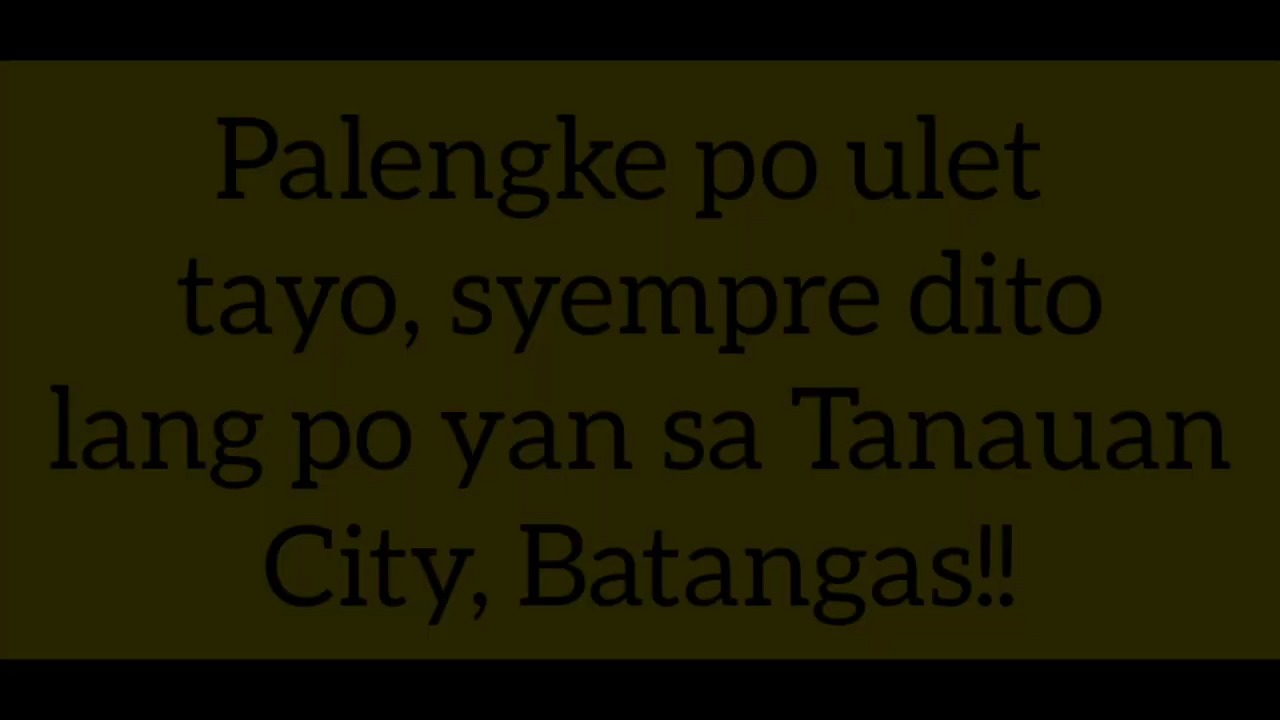 Palengke po ulet
tayo, syempre dito
lang po yan sa Tanauan
City, Batangas!!